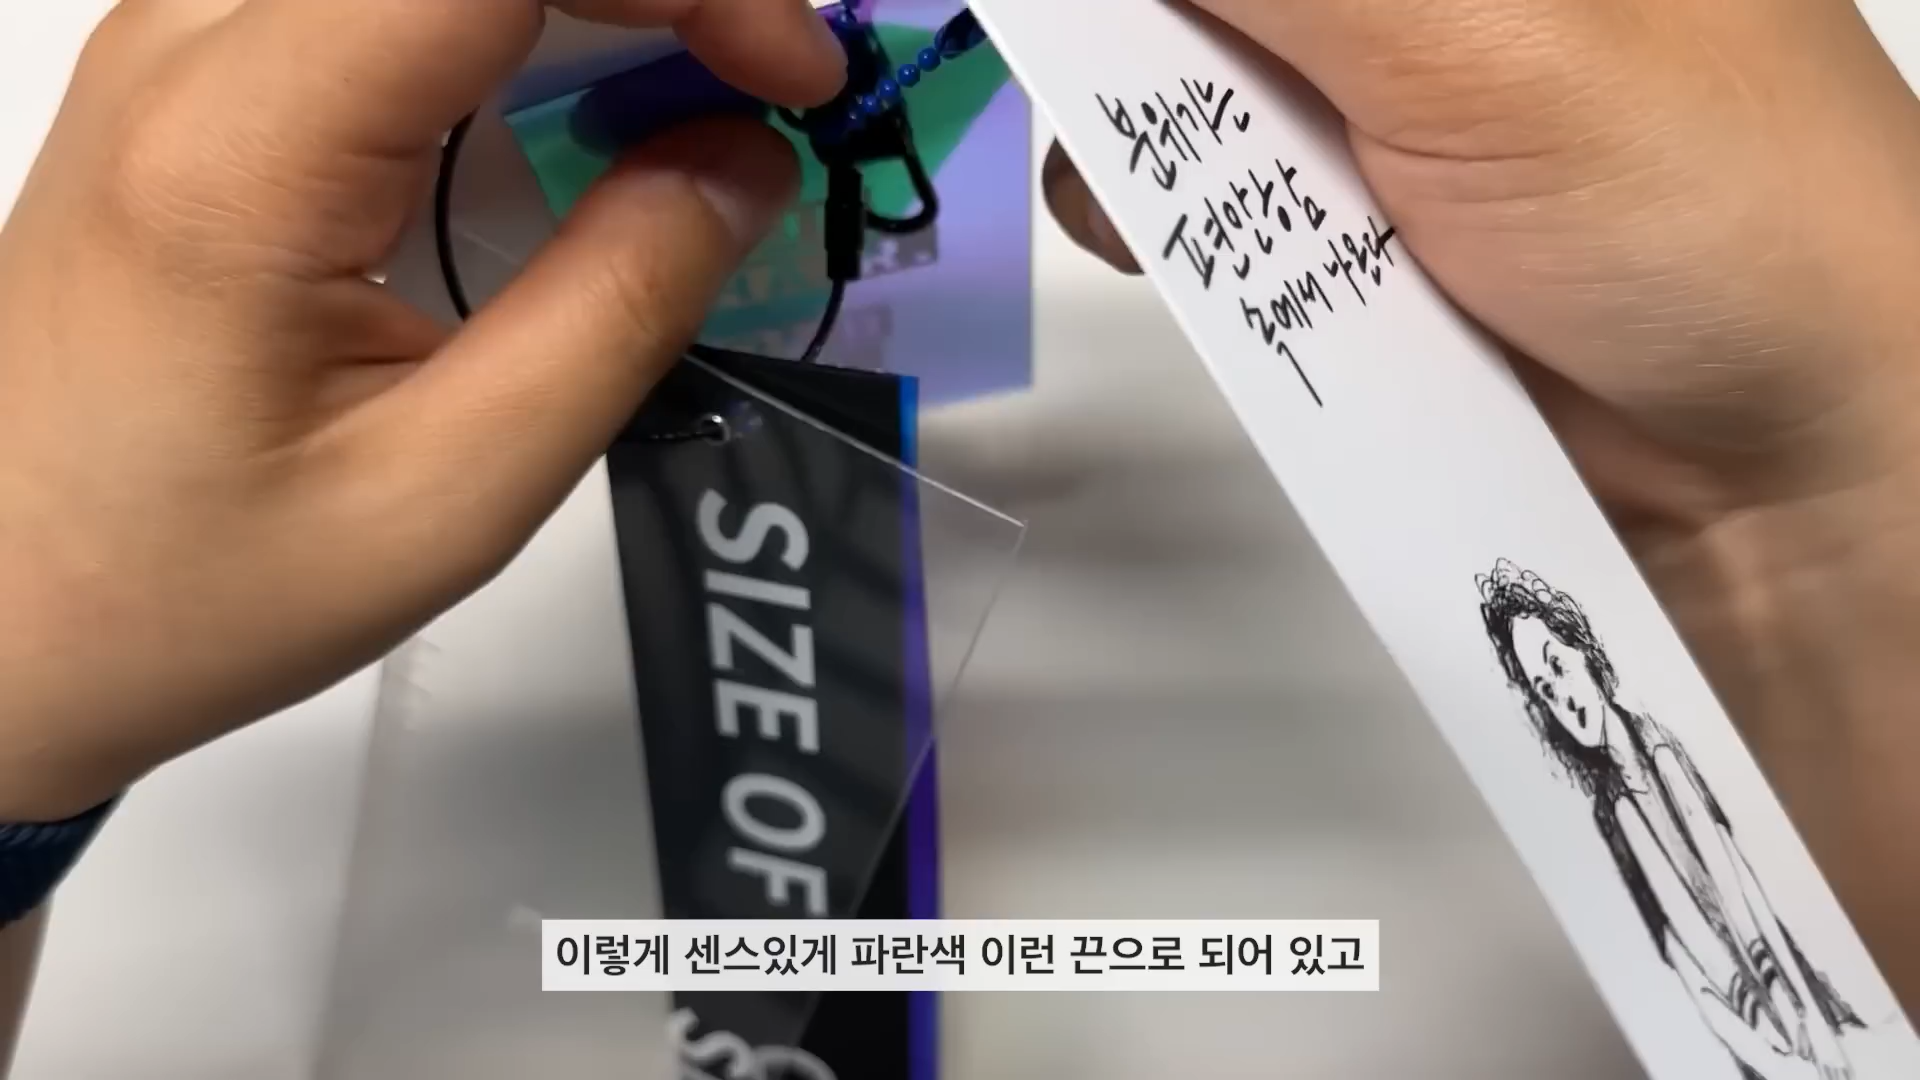 분위기는
편안함
속에서 나온다
SIZE OF
이렇게 센스있게 파란색 이런 끈으로 되어 있고